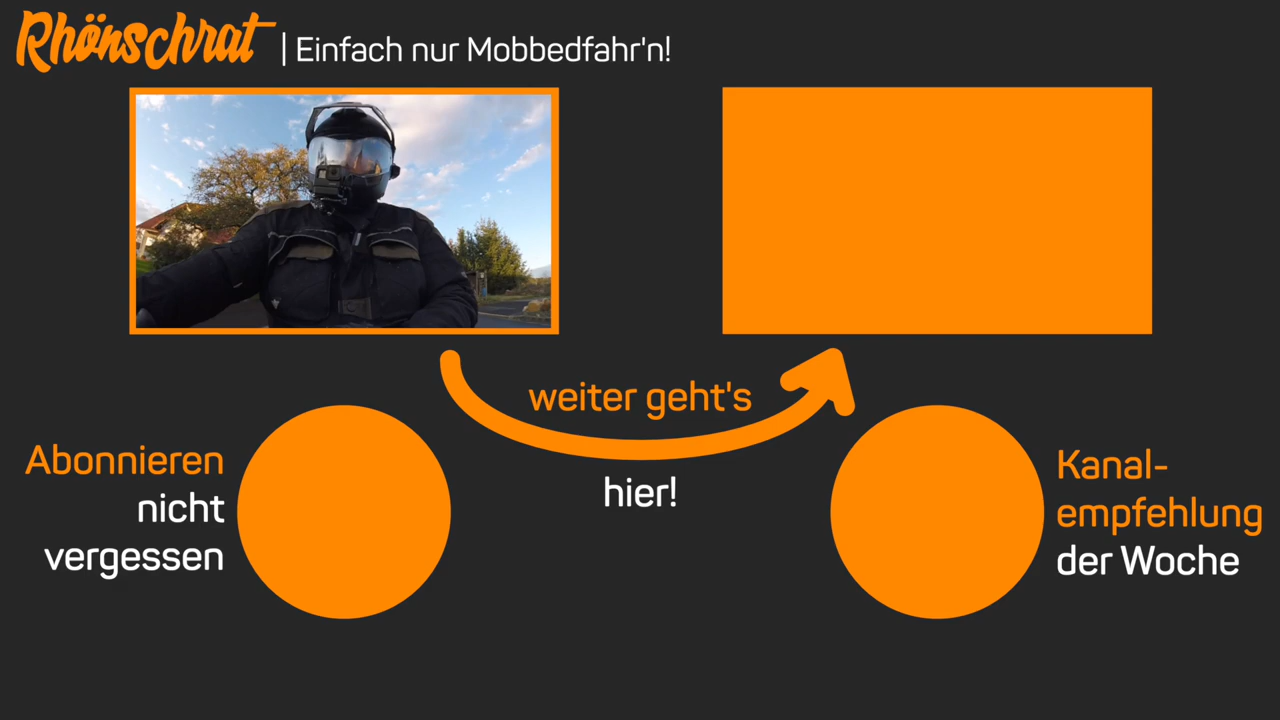 Rhönschrat | Einfach nur Mobbedfahr'n!
weiter geht's
hier!
Abonnieren
nicht
vergessen
Kanal-
empfehlung
der Woche